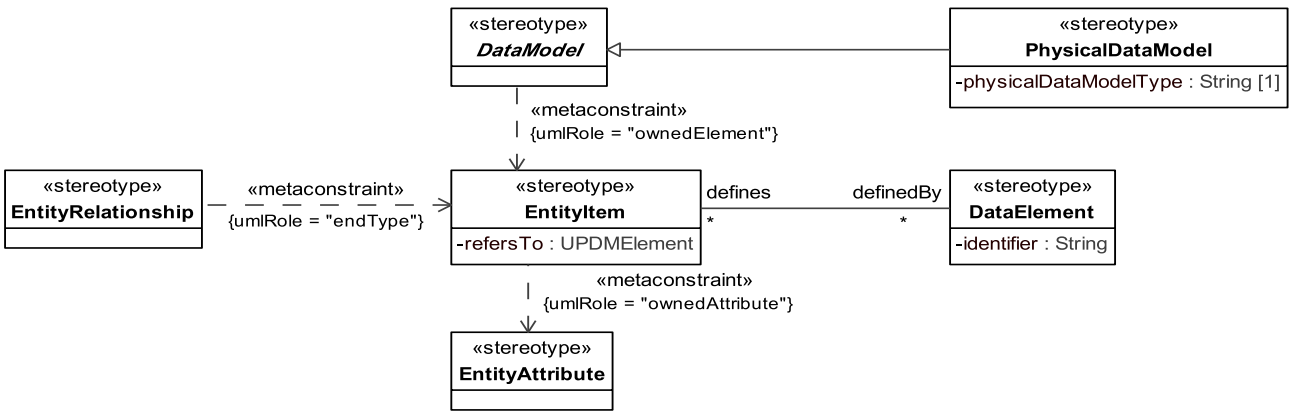 «stereotype»
DataModel
«stereotype»
PhysicalDataModel
-physicalDataModelType : String [1]
«metaconstraint»
{umlRole = "ownedElement"}
«stereotype»
EntityRelationship
«metaconstraint»
{umlRole = "endType"}
«stereotype»
EntityItem
-refersTo : UPDMElement
defines
*
definedBy
*
«stereotype»
DataElement
-identifier : String
«metaconstraint»
{umlRole = "ownedAttribute"}
«stereotype»
EntityAttribute